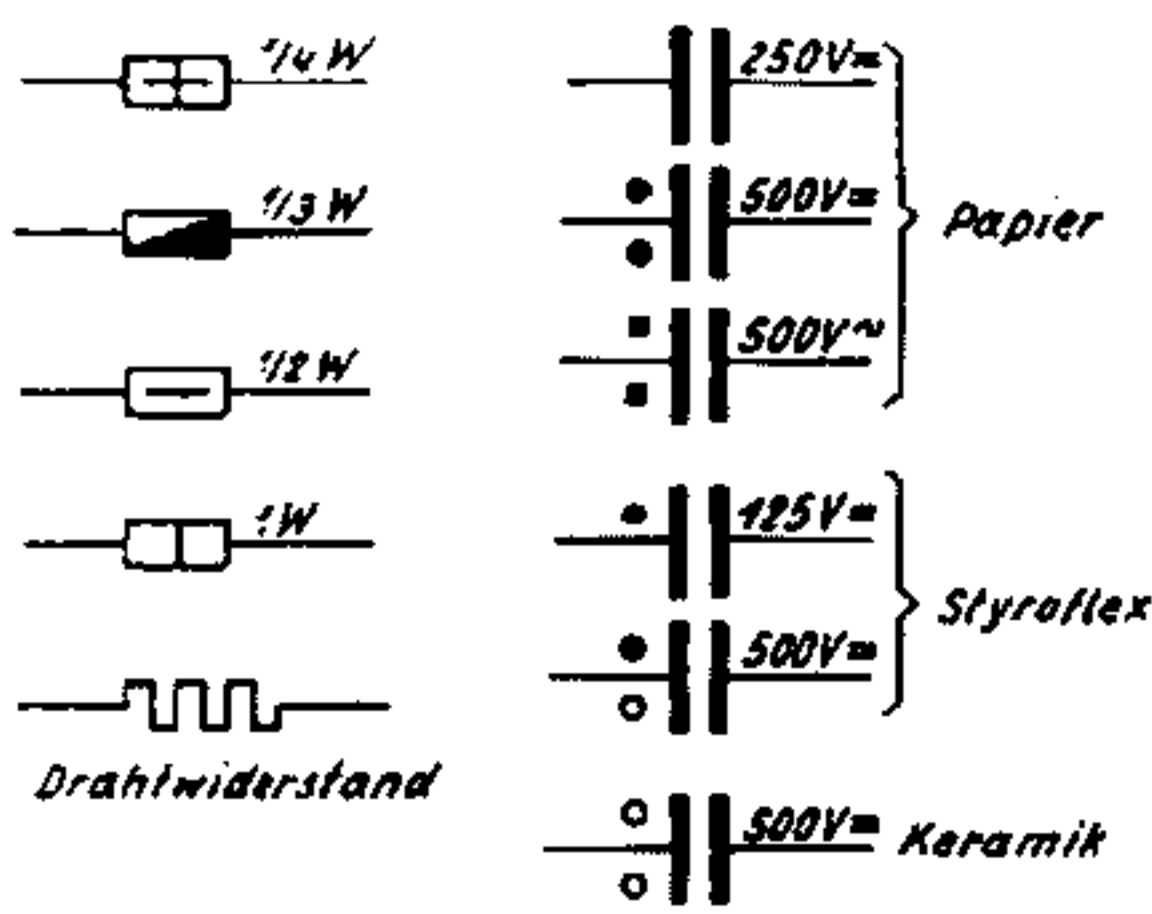 1/4 W
1/3 W
1/2 W
1W
Drahtwiderstand
250V=
500V=
500V~
Papier
125V=
500V=
Styroflex
500V= Keramik